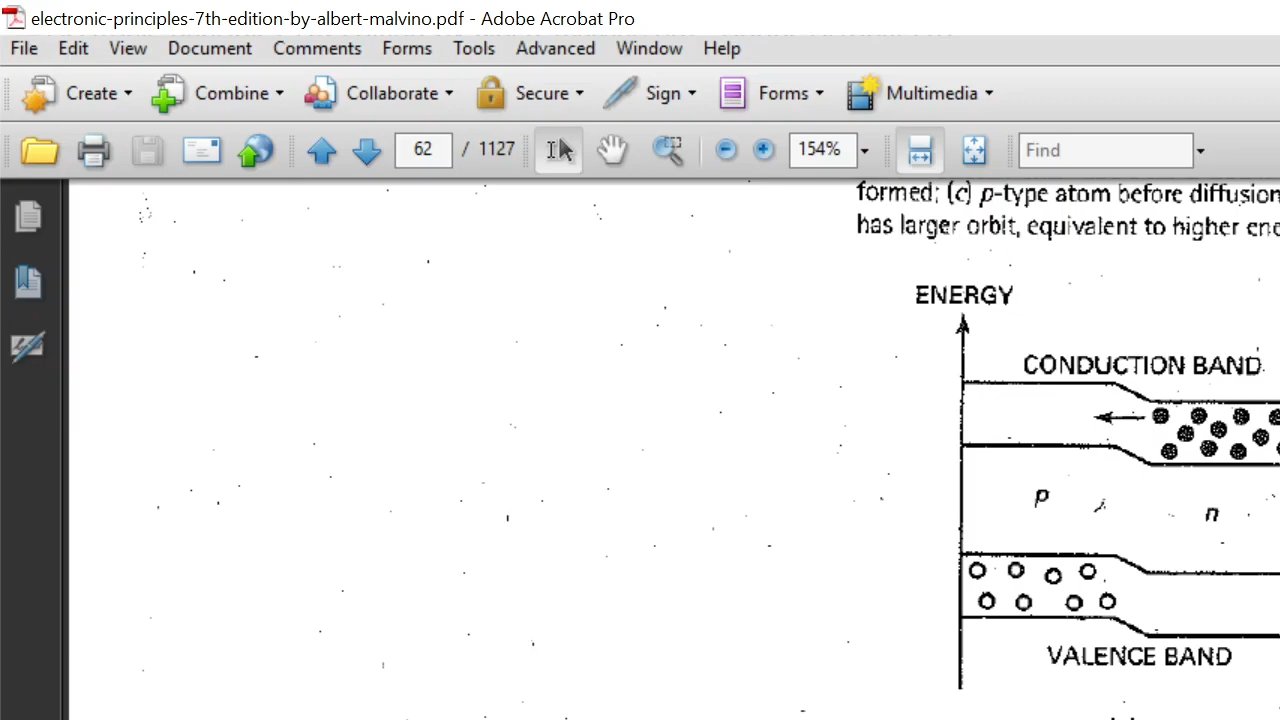 electronic-principles-7th-edition-by-albert-malvino.pdf - Adobe Acrobat Pro
File Edit View Document Comments Forms Tools Advanced Window Help
Create Combine Collaborate Secure Sign Forms Multimedia
62 / 1127 154% Find
formed; (c) p-type atom before diffusion
has larger orbit, equivalent to higher
ENERGY
CONDUCTION BAND
p
n
VALENCE BAND